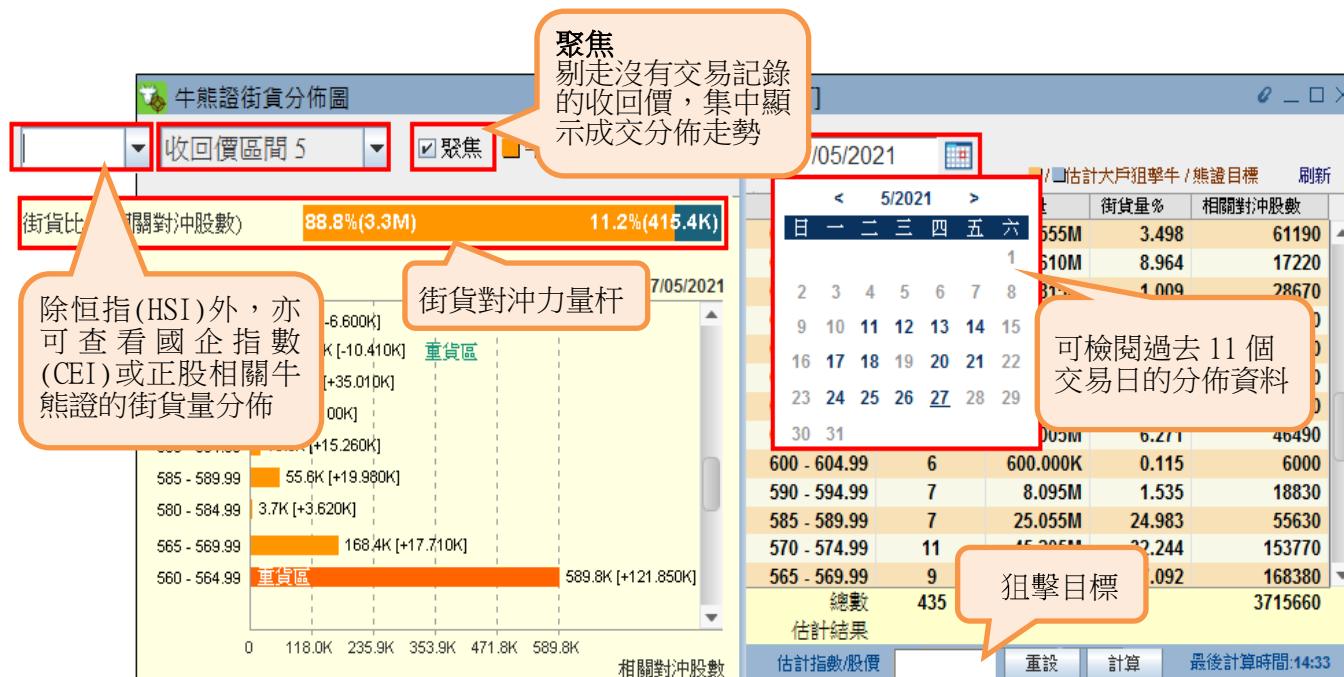 聚焦
剔走沒有交易記錄
的收回價，集中顯
示成交分佈走勢
牛熊證街貨分佈圖
收回價區間 5
聚焦
/05/2021
/ 估計大戶狙擊牛 / 熊證目標
刷新
街貨比
關對沖股數)
88.8%(3.3M)
11.2%(415.4K)
街貨對沖力量杆
7/05/2021
除恒指(HSI)外，亦
可查看國企指數
(CEI)或正股相關牛
熊證的街貨量分佈
-6.600K]
K [-10.410K]
重貨區
[+35.010K]
00K]
[+15.260K]
585 - 589.99 55.6K [+19.980K]
580 - 584.99 3.7K [+3.620K]
565 - 569.99 168.4K [+17.710K]
560 - 564.99 重貨區 589.8K [+121.850K]
0 118.0K 235.9K 353.9K 471.8K 589.8K
相關對沖股數
< 5/2021 >
日 一 二 三 四 五 六
1
2 3 4 5 6 7 8
9 10 11 12 13 14 15
16 17 18 19 20 21 22
23 24 25 26 27 28 29
30 31
可檢閱過去 11 個
交易日的分佈資料
街貨量% 相關對沖股數
555M 3.498 61190
610M 8.964 17220
1.009 28670
005M 6.271 46490
600 - 604.99 6 600.000K 0.115 6000
590 - 594.99 7 8.095M 1.535 18830
585 - 589.99 7 25.055M 24.983 55630
570 - 574.99 11 2.244 153770
565 - 569.99 9 .092 168380
總數 435 3715660
估計結果
狙擊目標
估計指數/股價 重設 計算 最後計算時間:14:33